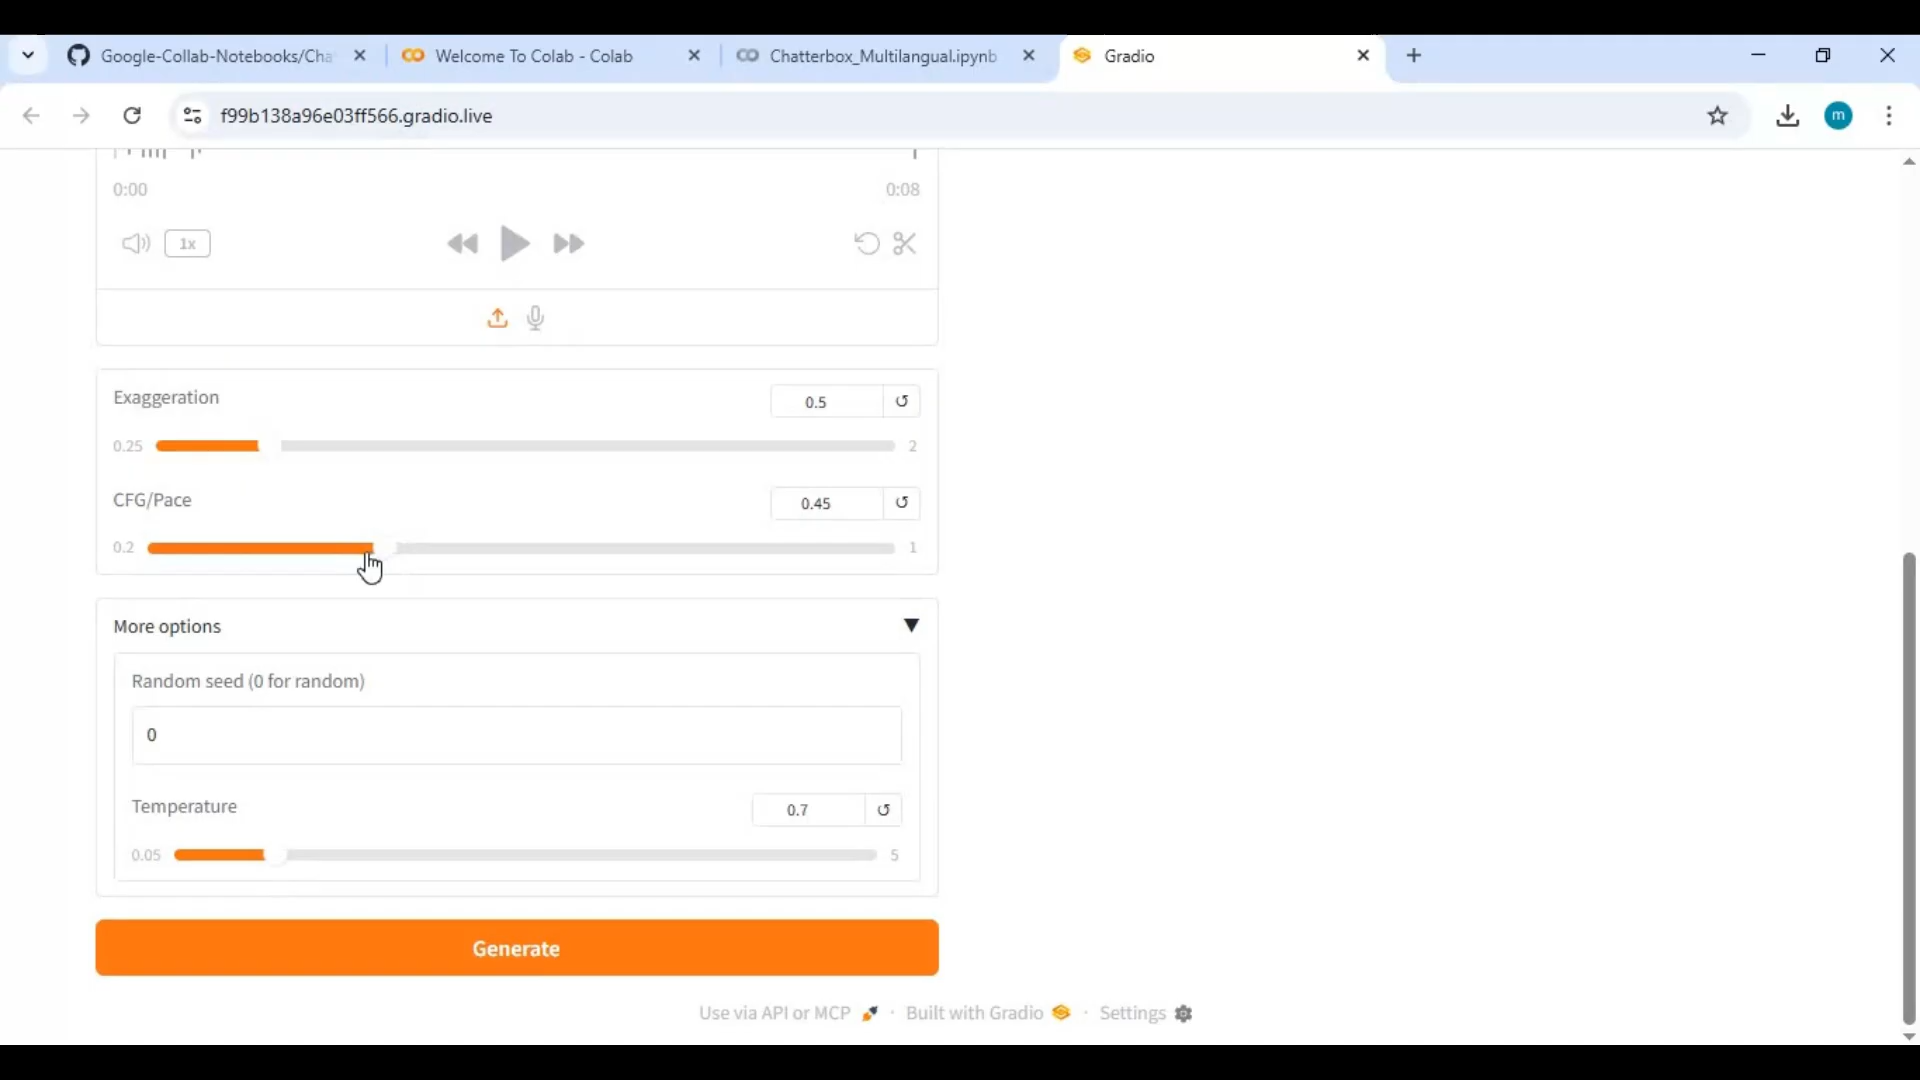 Google-Collab-Notebooks/Cha
Welcome To Colab - Colab
Chatterbox_Multilangual.ipynb
Gradio
f99b138a96e03ff566.gradio.live
m
0:00
0:08
1x
Exaggeration
0.5
0.25
2
CFG/Pace
0.45
0.2
1
More options
Random seed (0 for random)
0
Temperature
0.7
0.05
5
Generate
Use via API or MCP · Built with Gradio · Settings